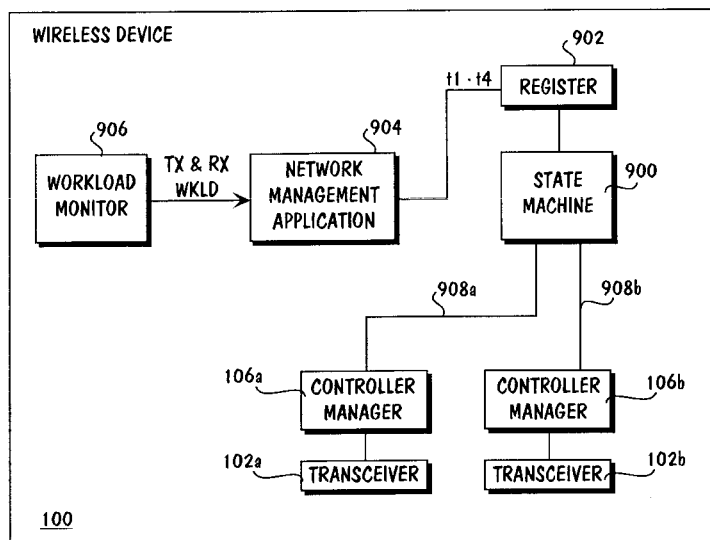 WIRELESS DEVICE
902
t1 - t4
REGISTER
906
904
TX & RX
WKLD
WORKLOAD
MONITOR
NETWORK
MANAGEMENT
APPLICATION
STATE
MACHINE
900
908a
908b
106a
CONTROLLER
MANAGER
CONTROLLER
MANAGER
106b
102a
TRANSCEIVER
TRANSCEIVER
102b
100